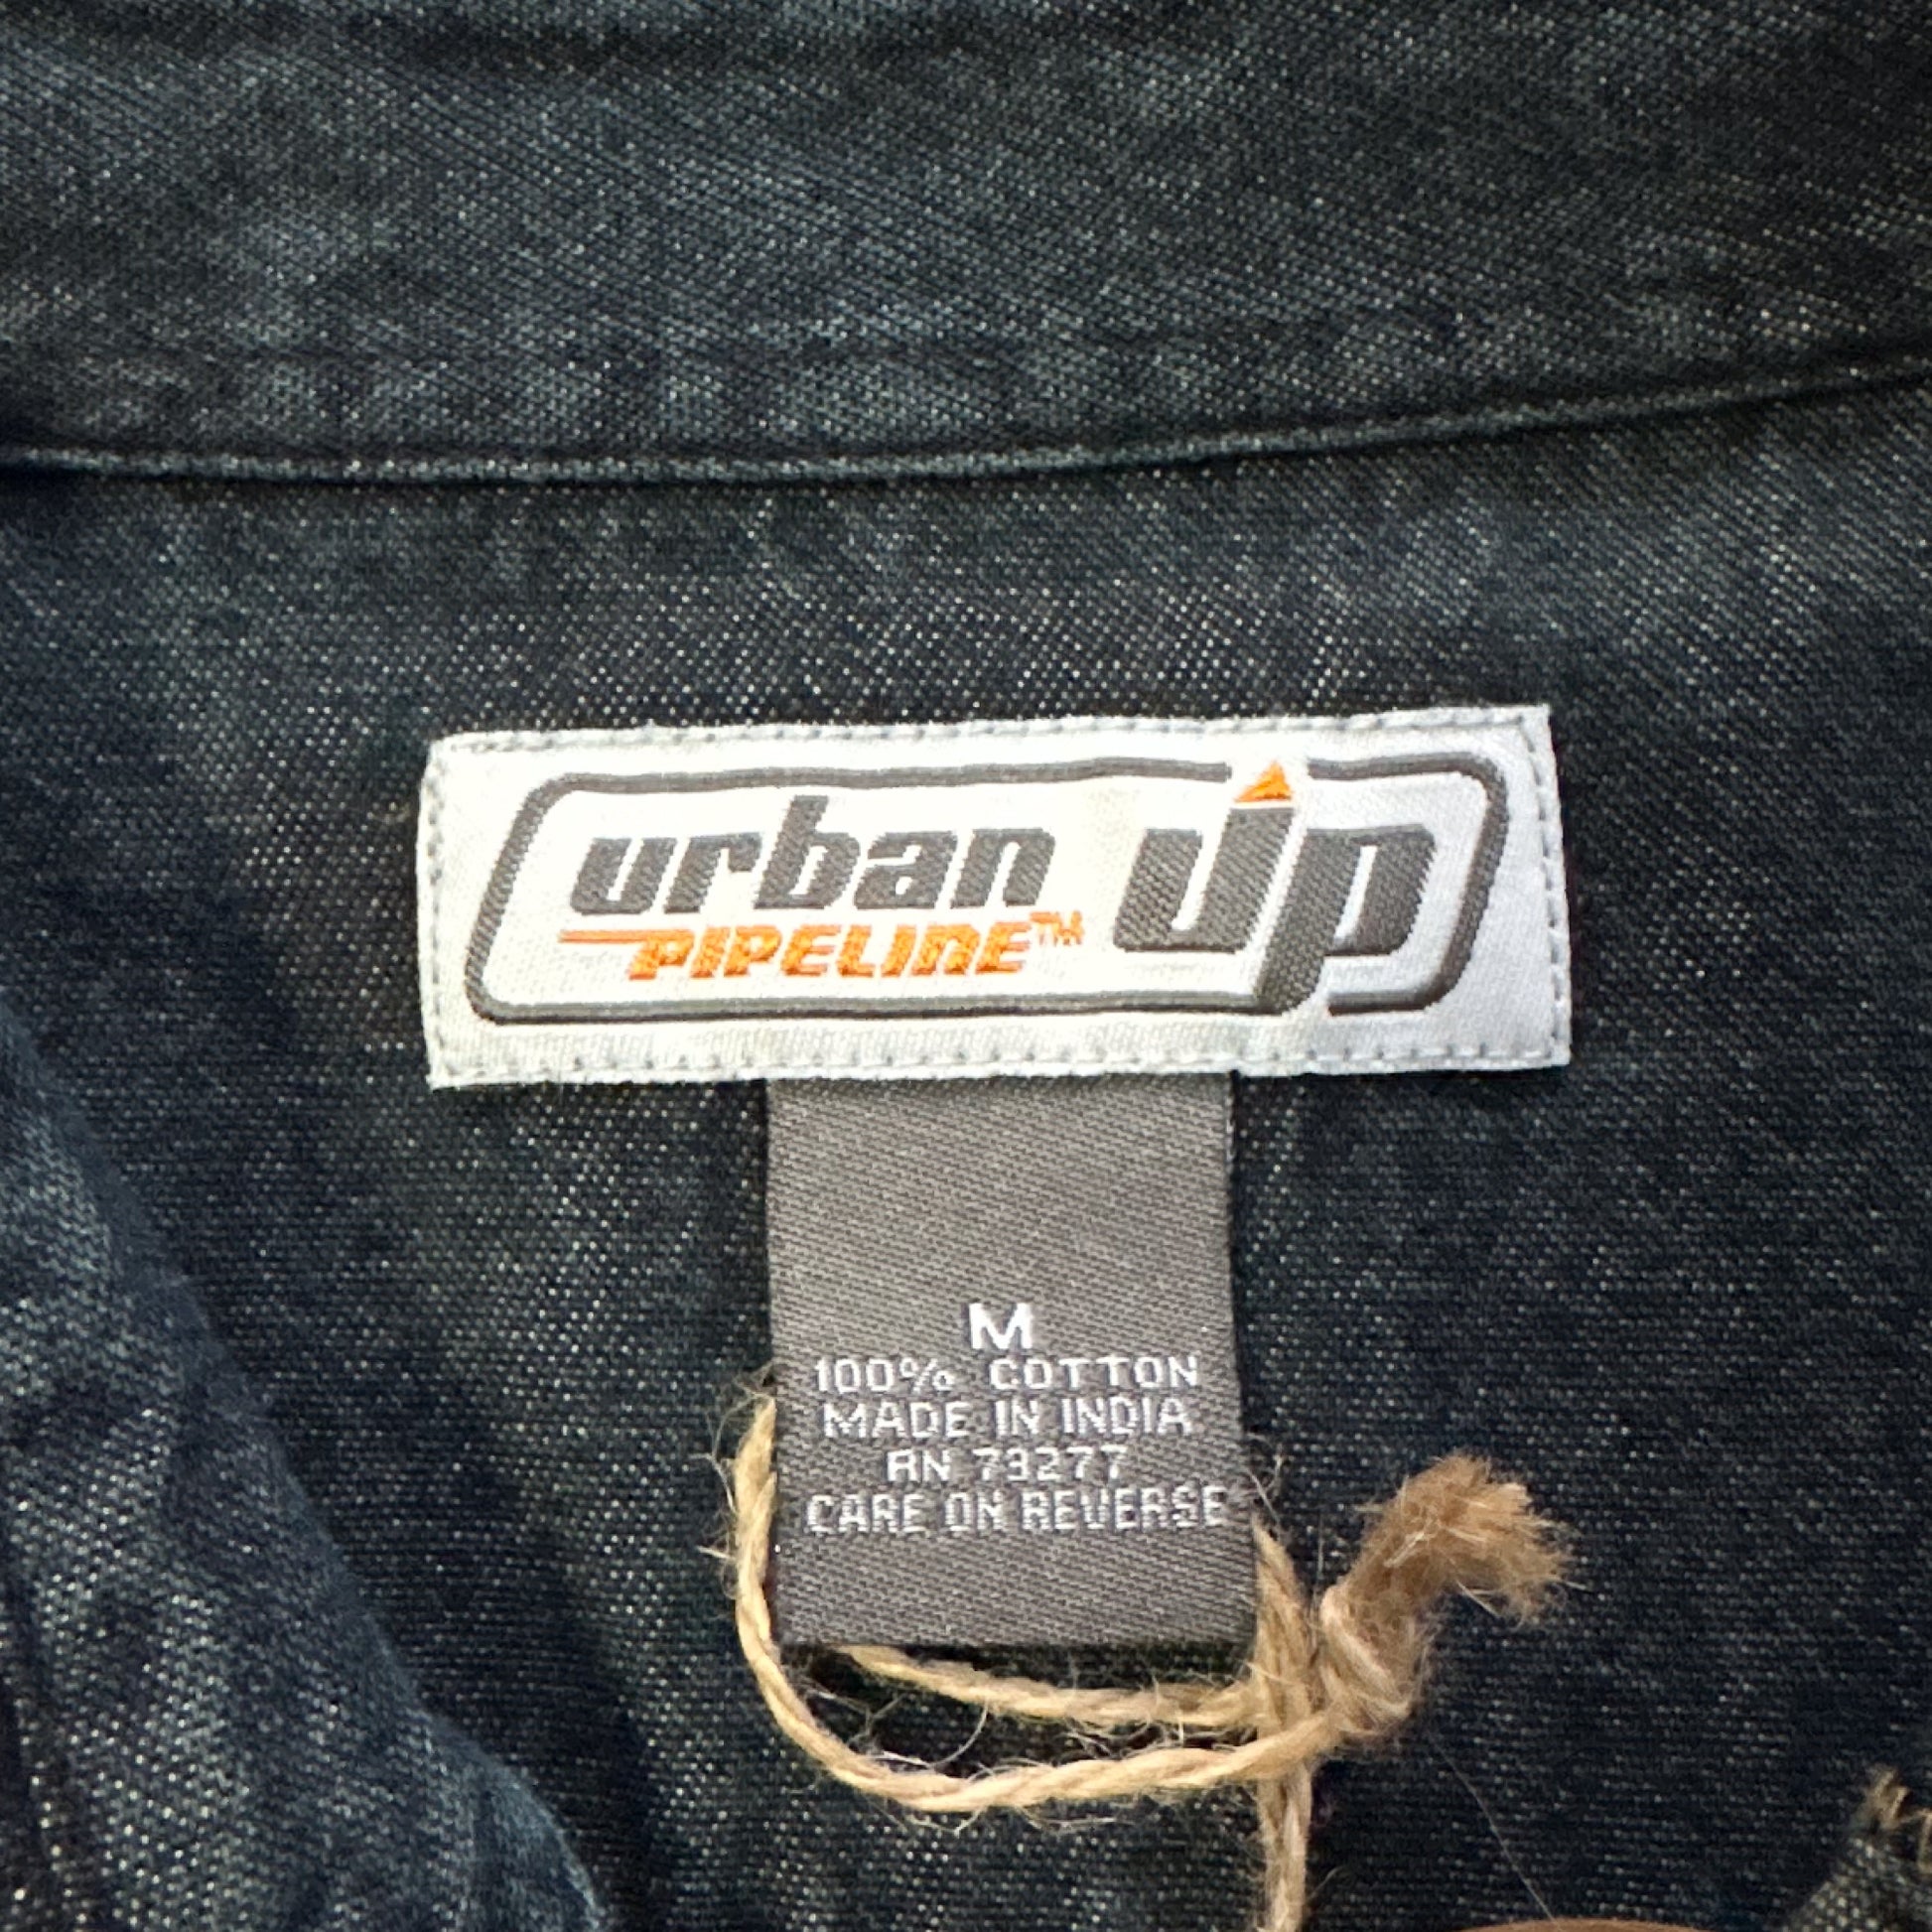 urban up
PIPELINE™
M
100% COTTON
MADE IN INDIA
RN 73277
CARE ON REVERSE